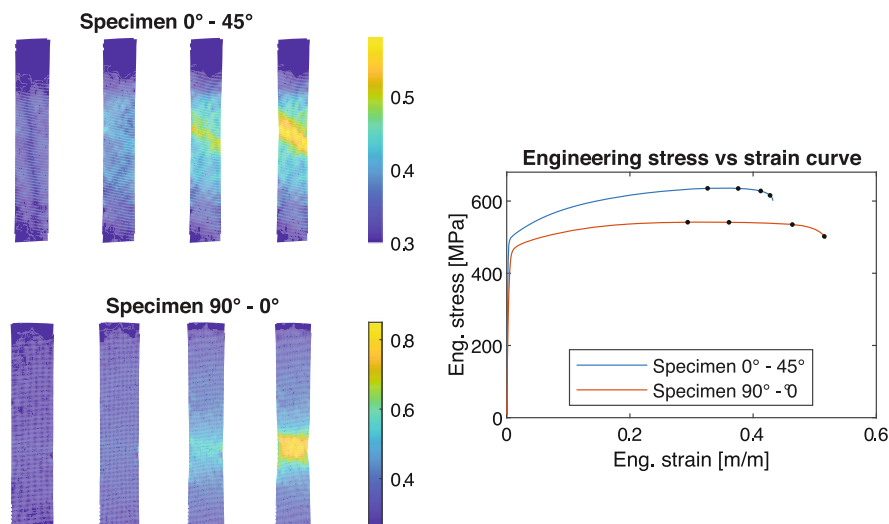 Specimen 0° - 45°
0.5
0.4
0.3
Specimen 90° - 0°
0.8
0.6
0.4
Engineering stress vs strain curve
600
400
200
0
Eng. stress [MPa]
0
0.2
0.4
0.6
Eng. strain [m/m]
Specimen 0° - 45°
Specimen 90° - °0